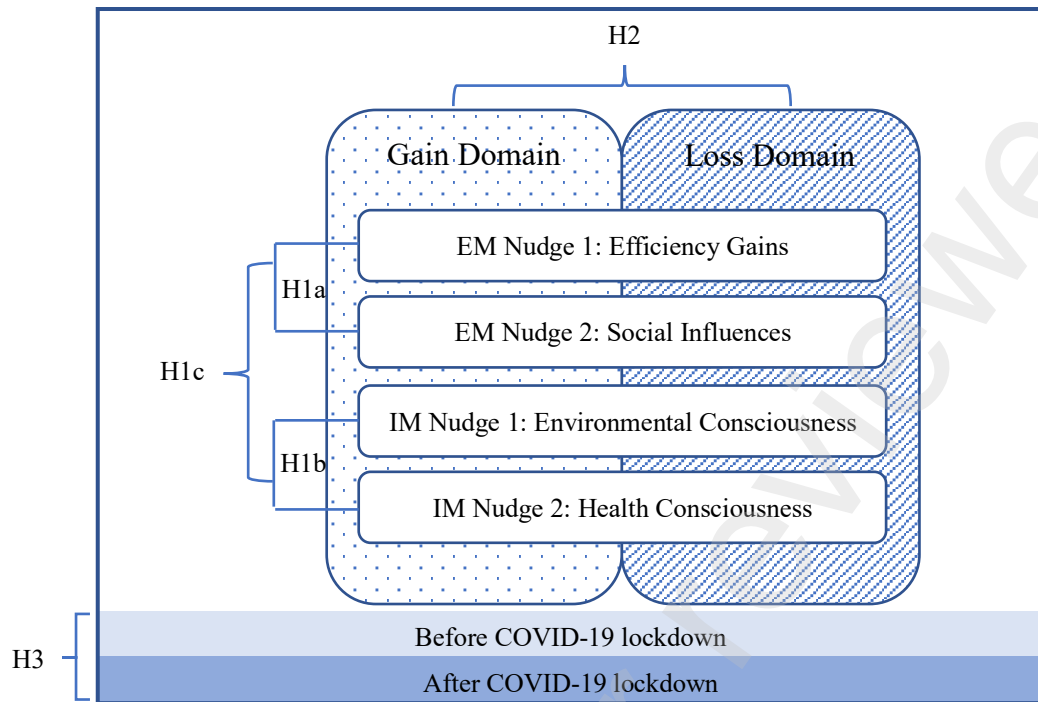 H2
Gain Domain
Loss Domain
EM Nudge 1: Efficiency Gains
H1a
EM Nudge 2: Social Influences
H1c
IM Nudge 1: Environmental Consciousness
H1b
IM Nudge 2: Health Consciousness
Before COVID-19 lockdown
H3
After COVID-19 lockdown
reviewe